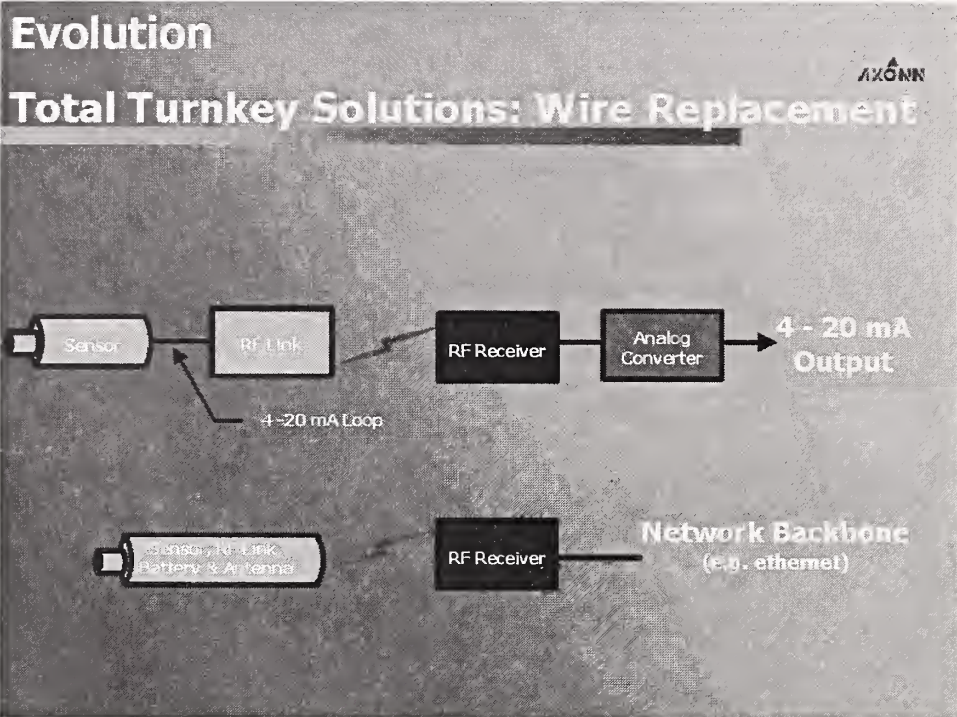 Evolution
AXONN
Total Turnkey Solutions: Wire Replacement
Sensor
RF Link
RF Receiver
Analog
Converter
4 - 20 mA
Output
4 -20 mA Loop
Sensor, RF Link,
Battery & Antenna
RF Receiver
Network Backbone
(e.g. ethernet)